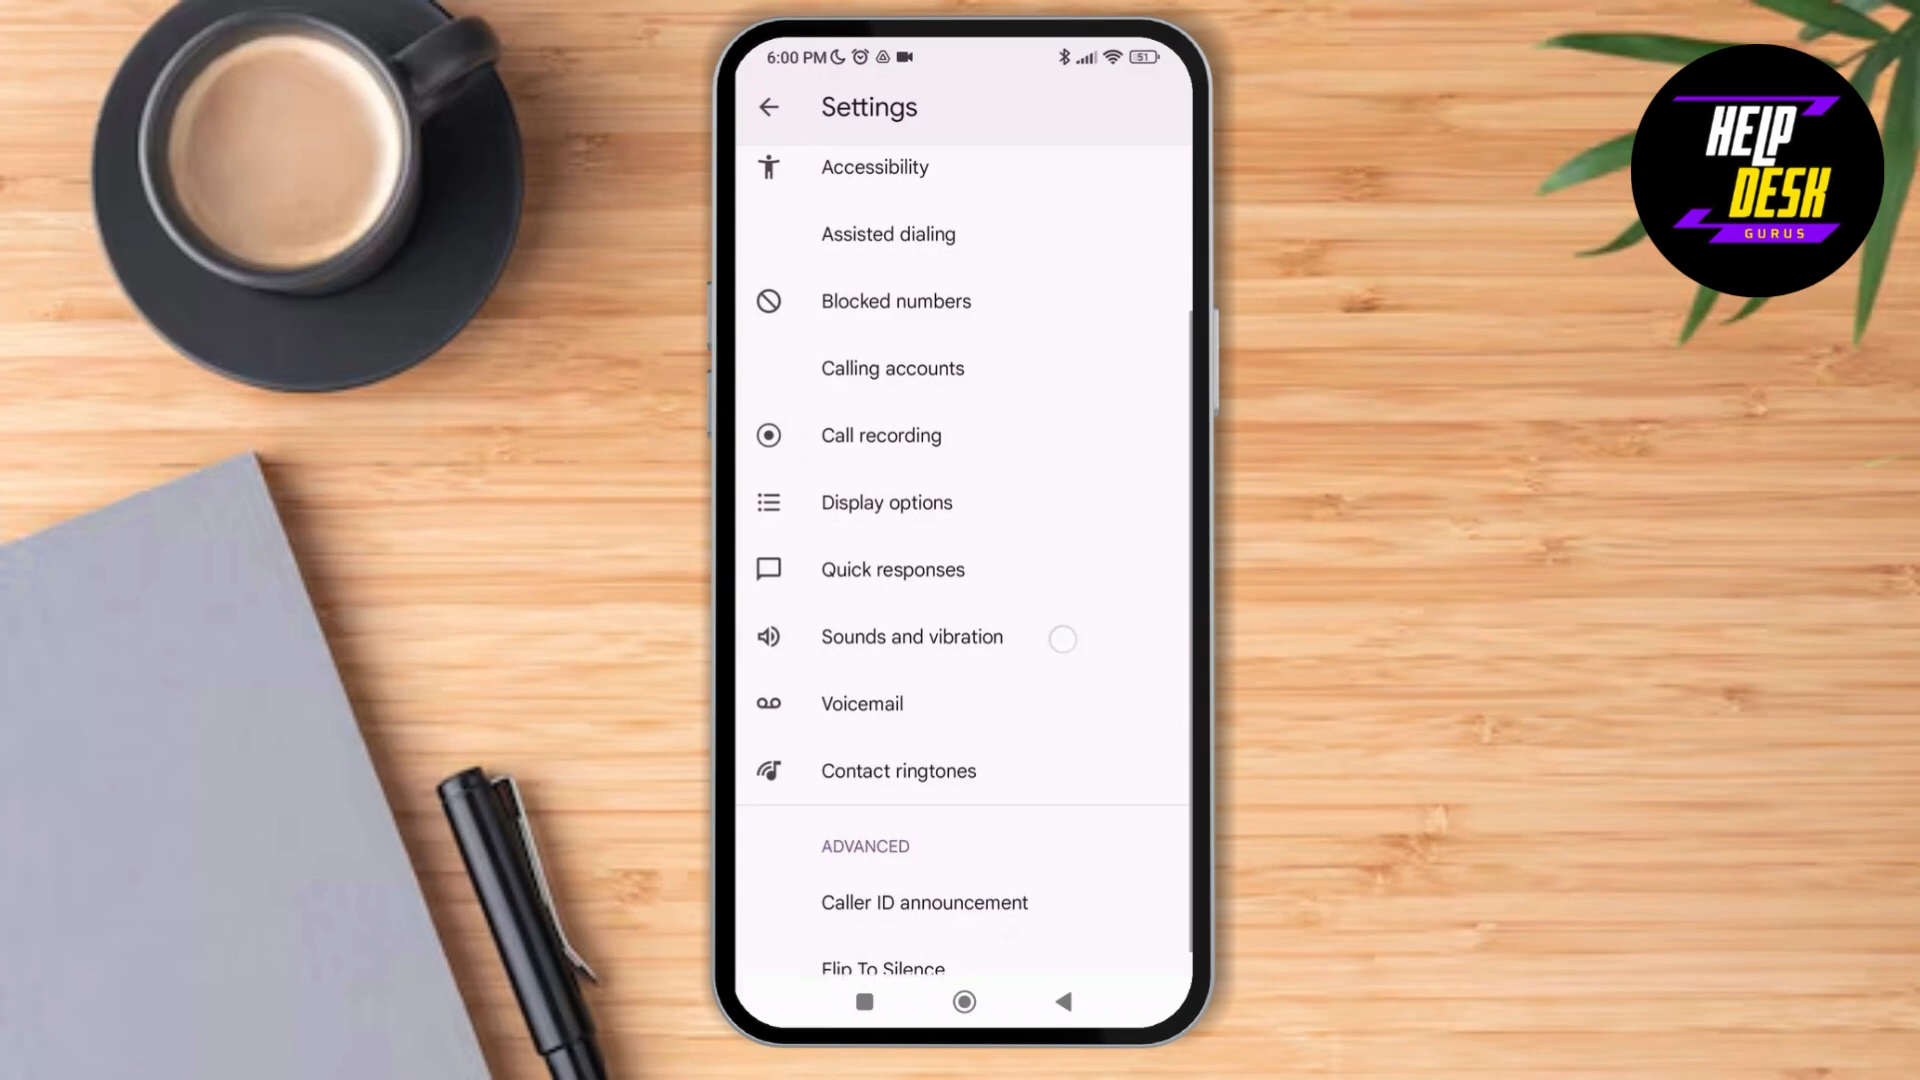 6:00 PM
51
Settings
Accessibility
Assisted dialing
Blocked numbers
Calling accounts
Call recording
Display options
Quick responses
Sounds and vibration
Voicemail
Contact ringtones
ADVANCED
Caller ID announcement
Flip To Silence
HELP
DESK
GURUS